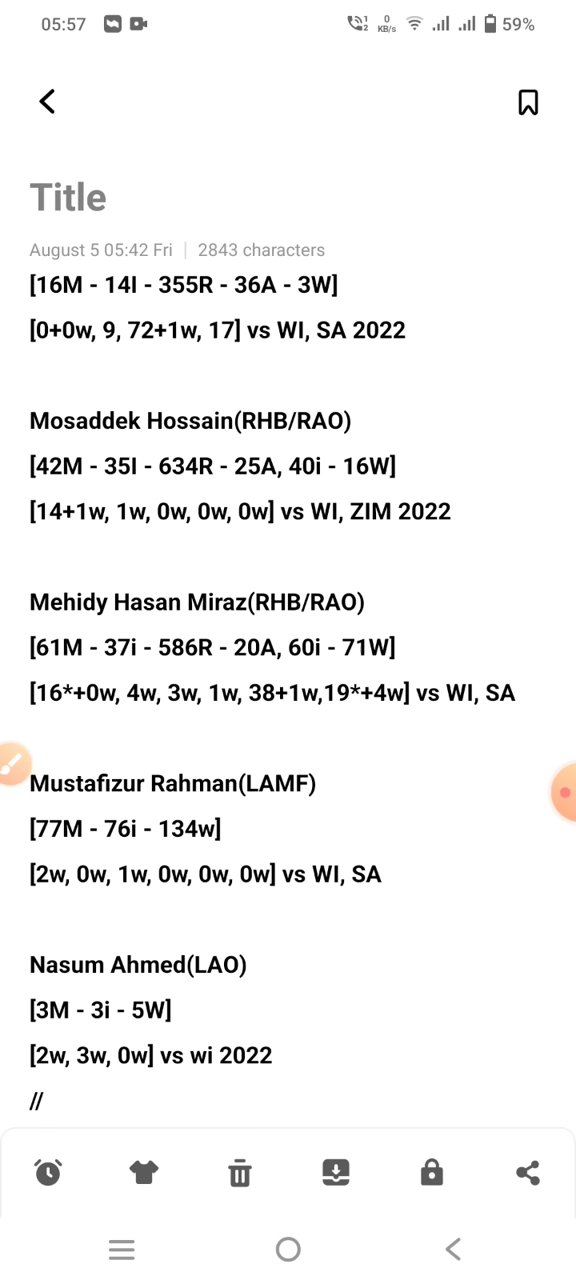 05:57
1
2
0
KB/s
59%
Title
August 5 05:42 Fri | 2843 characters
[16M - 14I - 355R - 36A - 3W]
[0+0w, 9, 72+1w, 17] vs WI, SA 2022
Mosaddek Hossain(RHB/RAO)
[42M - 35I - 634R - 25A, 40i - 16W]
[14+1w, 1w, 0w, 0w, 0w] vs WI, ZIM 2022
Mehidy Hasan Miraz(RHB/RAO)
[61M - 37i - 586R - 20A, 60i - 71W]
[16*+0w, 4w, 3w, 1w, 38+1w,19*+4w] vs WI, SA
Mustafizur Rahman(LAMF)
[77M - 76i - 134w]
[2w, 0w, 1w, 0w, 0w, 0w] vs WI, SA
Nasum Ahmed(LAO)
[3M - 3i - 5W]
[2w, 3w, 0w] vs wi 2022
//